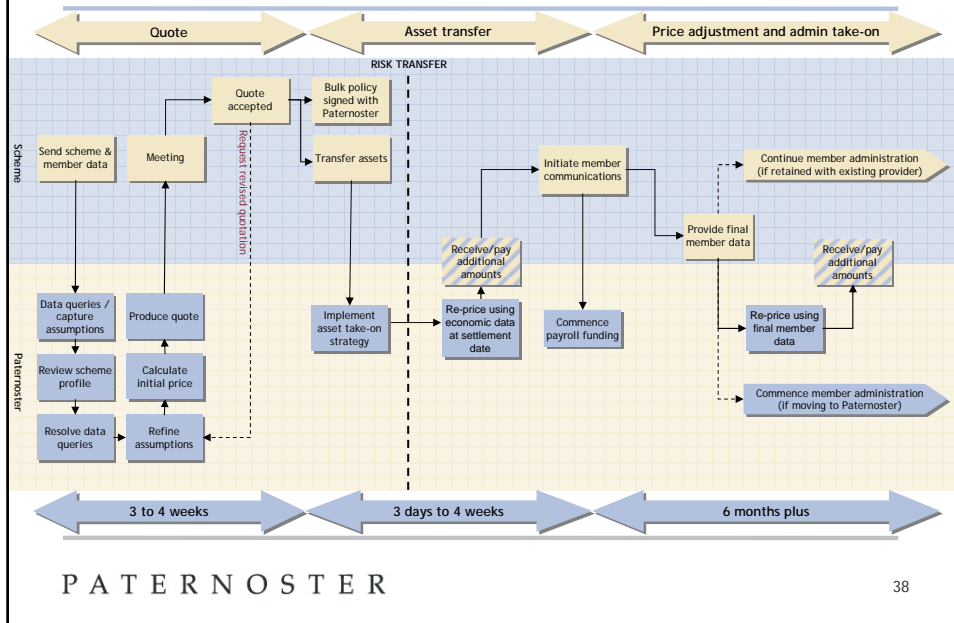 Quote
Asset transfer
Price adjustment and admin take-on
RISK TRANSFER
Scheme
Send scheme &
member data
Meeting
Quote
accepted
Request revised quotation
Bulk policy
signed with
Paternoster
Transfer assets
Initiate member
communications
Continue member administration
(if retained with existing provider)
Provide final
member data
Receive/pay
additional
amounts
Receive/pay
additional
amounts
Paternoster
Data queries /
capture
assumptions
Produce quote
Implement
asset take-on
strategy
Re-price using
economic data
at settlement
date
Commence
payroll funding
Re-price using
final member
data
Review scheme
profile
Calculate
initial price
Commence member administration
(if moving to Paternoster)
Resolve data
queries
Refine
assumptions
3 to 4 weeks
3 days to 4 weeks
6 months plus
PATERNOSTER
38